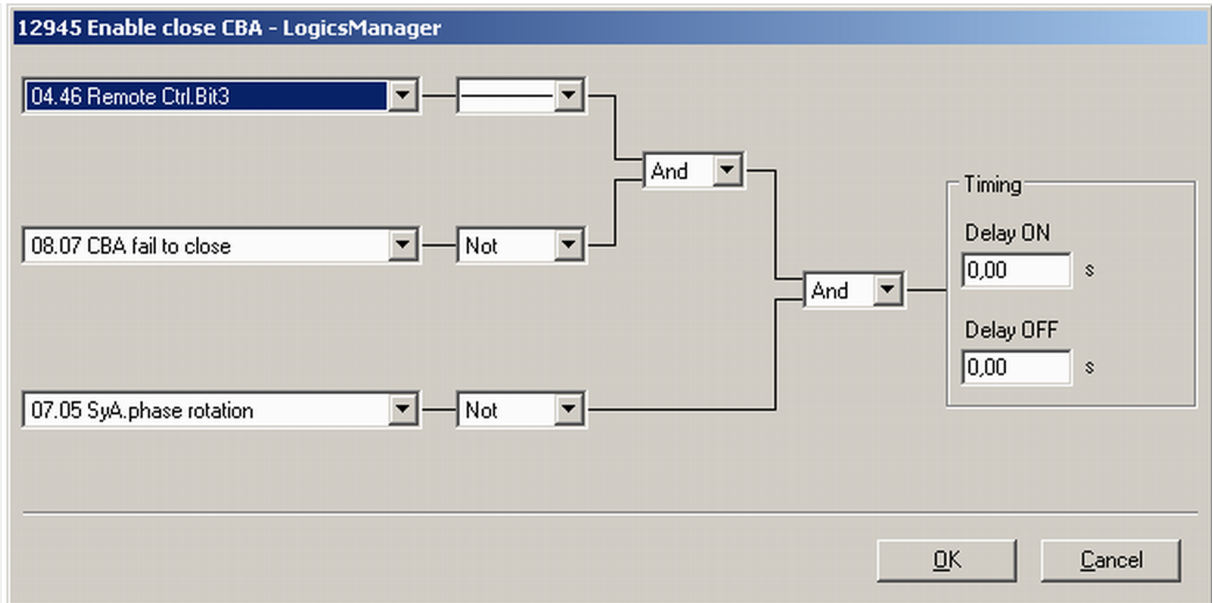 12945 Enable close CBA - LogicsManager
04.46 Remote Ctrl.Bit3
And
Timing
08.07 CBA fail to close
Not
Delay ON
0,00 s
And
Delay OFF
0,00 s
07.05 SyA.phase rotation
Not
OK
Cancel